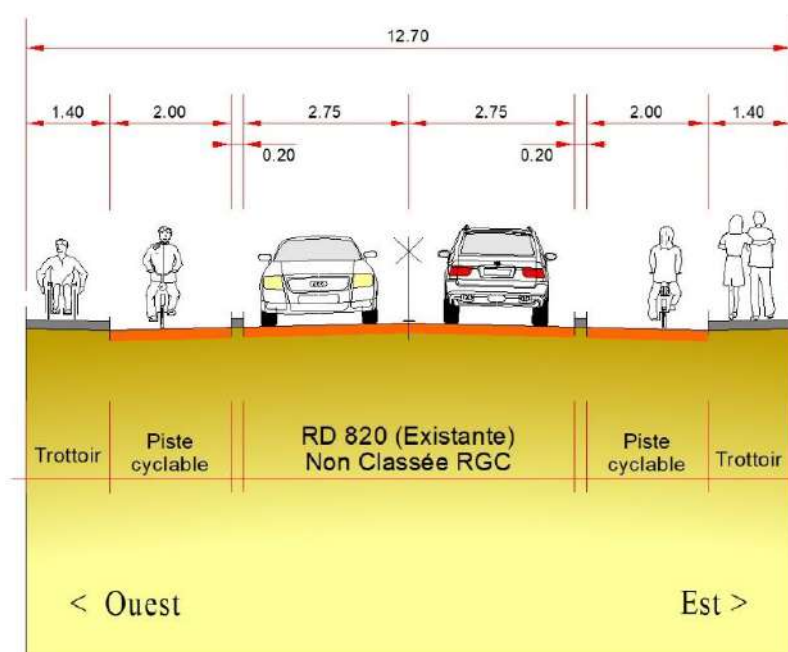 12.70
1.40 2.00 2.75 2.75 2.00 1.40
0.20 0.20
Trottoir
Piste
cyclable
RD 820 (Existante)
Non Classée RGC
Piste
cyclable
Trottoir
< Ouest
Est >